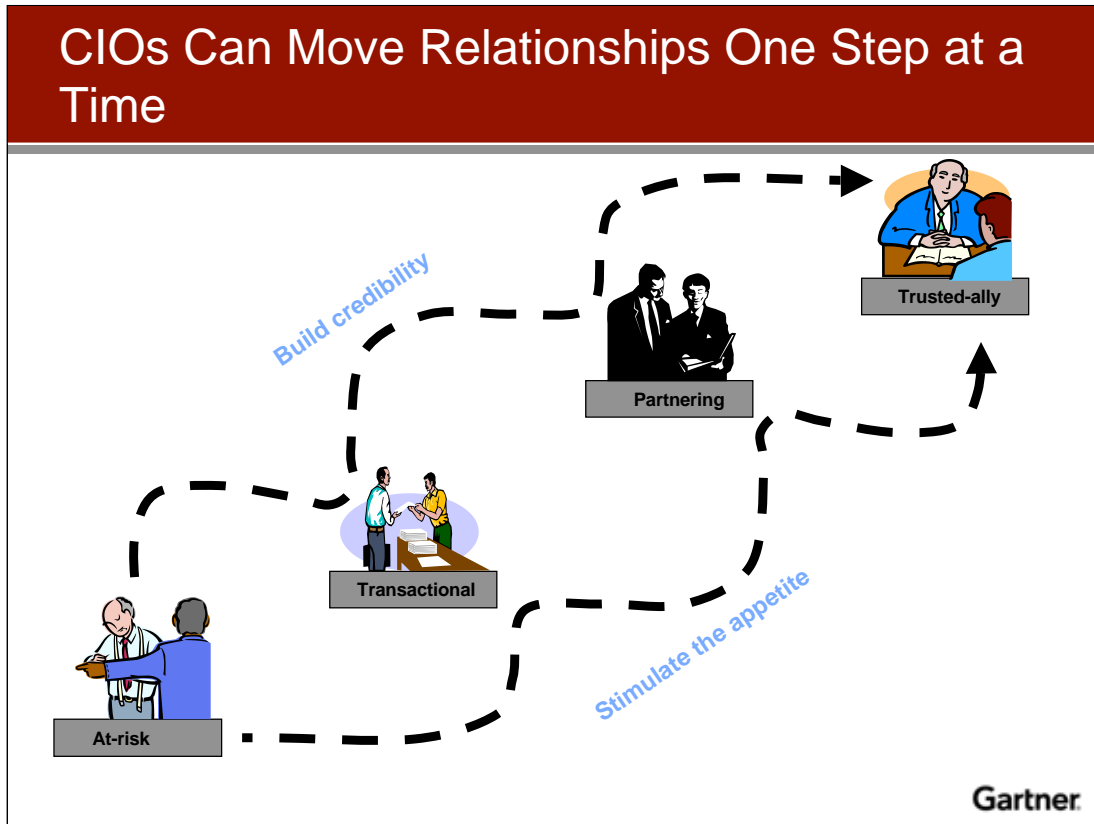 CIOs Can Move Relationships One Step at a
Time
Build credibility
Trusted-ally
Partnering
Transactional
Stimulate the appetite
At-risk
Gartner